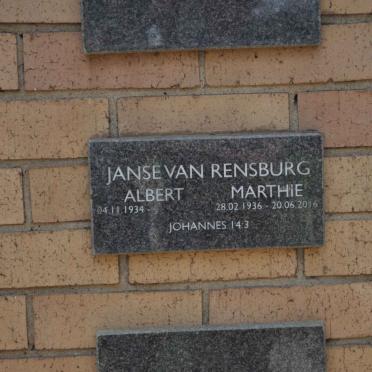 JANSE VAN RENSBURG
ALBERT MARTHIE
04.11.1934 - 28.02.1936 - 20.06.2016
JOHANNES 14:3